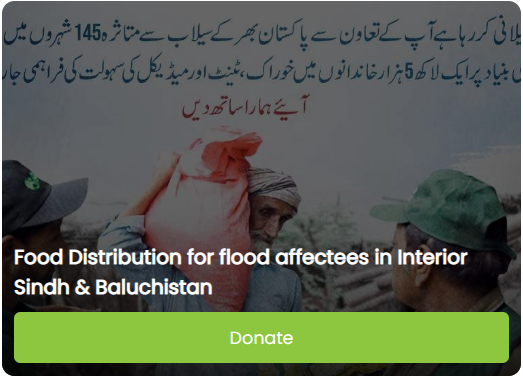 یلانی کر رہا ہے آپ کے تعاون سے پاکستان بھر کے سیلاب سے متاثرہ 145 شہروں میں
ی بنیاد پر ایک لاکھ 5 ہزار خاندانوں میں خوراک، ٹینٹ اور میڈیکل کی سہولت کی فراہمی جار
آیئے ہمارا ساتھ دیں
Food Distribution for flood affectees in Interior
Sindh & Baluchistan
Donate